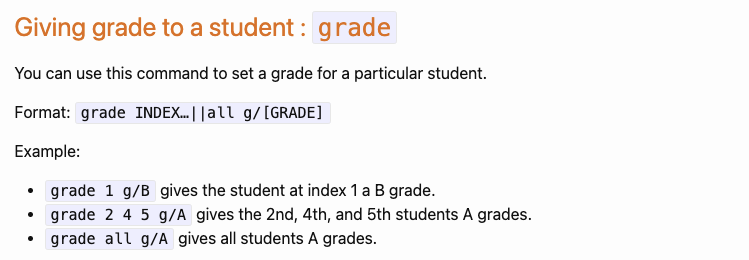 Giving grade to a student : grade
You can use this command to set a grade for a particular student.
Format: grade INDEX…||all g/[GRADE]
Example:
• grade 1 g/B gives the student at index 1 a B grade.
• grade 2 4 5 g/A gives the 2nd, 4th, and 5th students A grades.
• grade all g/A gives all students A grades.